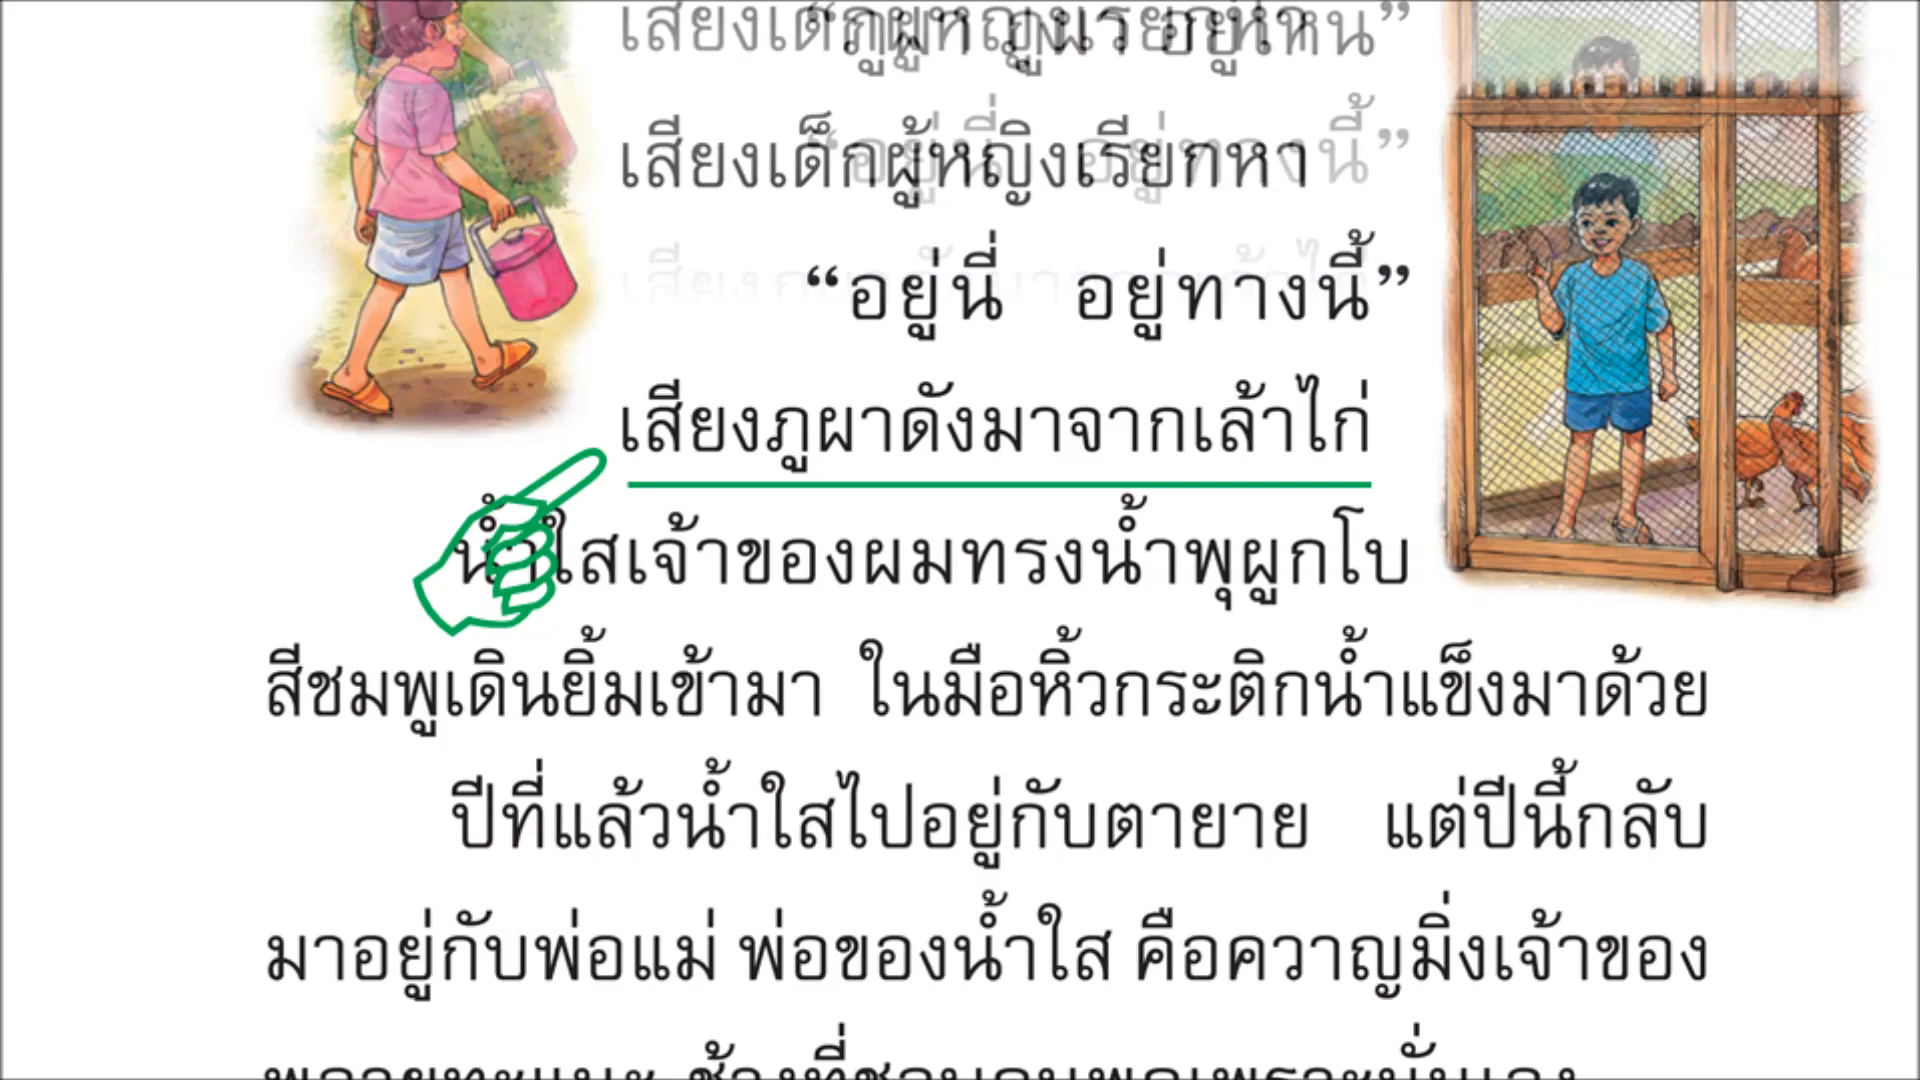 เสียงเด็กผู้หญิงเรียกหา
“อยู่นี่ อยู่ทางนี้”
เสียงภูผาดังมาจากเล้าไก่
น้ำใสเจ้าของผมทรงน้ำพุผูกโบ
สีชมพูเดินยิ้มเข้ามา ในมือหิ้วกระติกน้ำแข็งมาด้วย
ปีที่แล้วน้ำใสไปอยู่กับตายาย แต่ปีนี้กลับ
มาอยู่กับพ่อแม่ พ่อของน้ำใส คือควาญมิ่งเจ้าของ